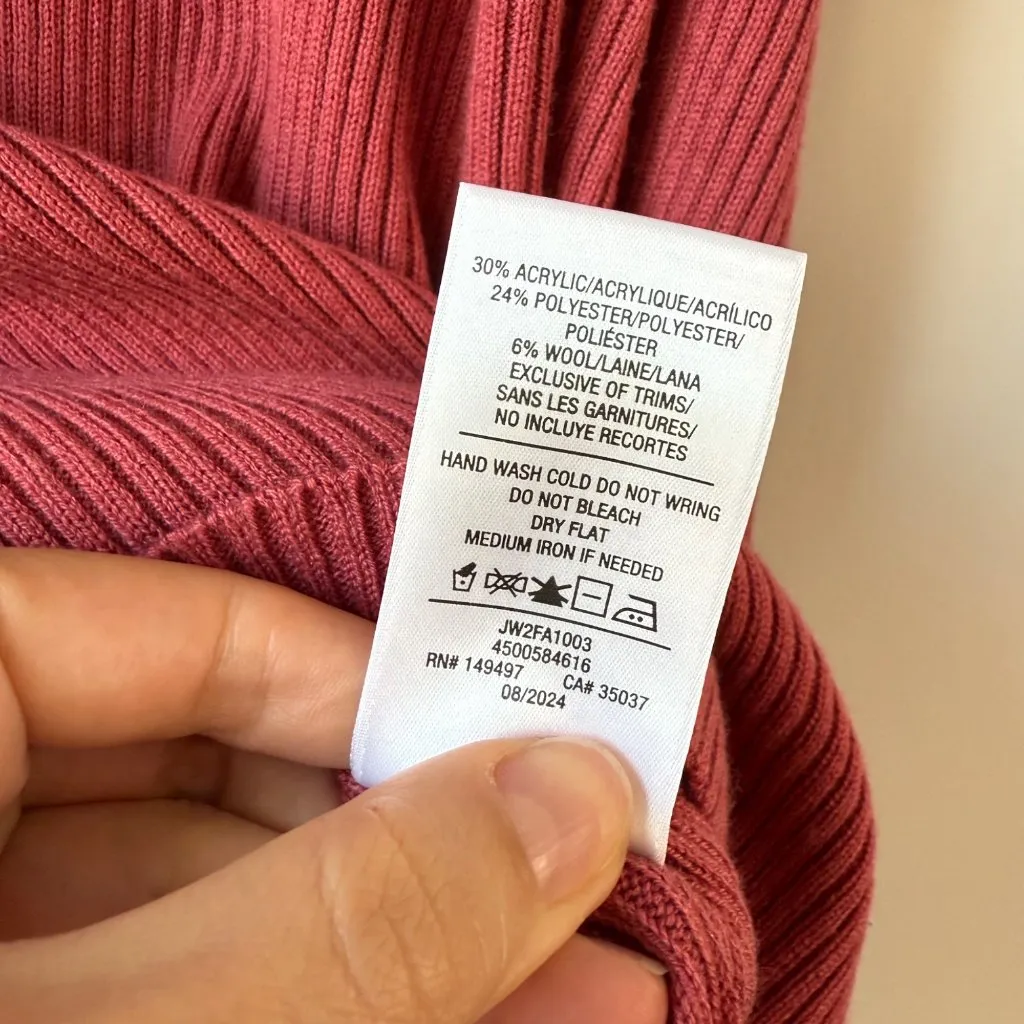 30% ACRYLIC/ACRYLIQUE/ACRÍLICO
24% POLYESTER/POLYESTER/
POLIÉSTER
6% WOOL/LAINE/LANA
EXCLUSIVE OF TRIMS/
SANS LES GARNITURES/
NO INCLUYE RECORTES
HAND WASH COLD DO NOT WRING
DO NOT BLEACH
DRY FLAT
MEDIUM IRON IF NEEDED
JW2FA1003
4500584616
RN# 149497 CA# 35037
08/2024